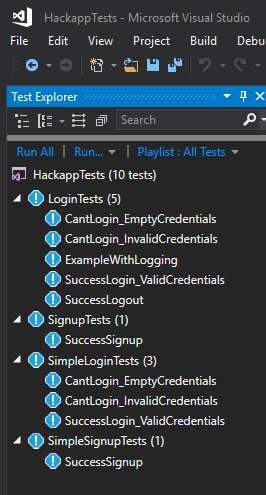 HackappTests - Microsoft Visual Studio
File Edit View Project Build Debu
Test Explorer
Search
Run All | Run... | Playlist : All Tests
HackappTests (10 tests)
LoginTests (5)
CantLogin_EmptyCredentials
CantLogin_InvalidCredentials
ExampleWithLogging
SuccessLogin_ValidCredentials
SuccessLogout
SignupTests (1)
SuccessSignup
SimpleLoginTests (3)
CantLogin_EmptyCredentials
CantLogin_InvalidCredentials
SuccessLogin_ValidCredentials
SimpleSignupTests (1)
SuccessSignup